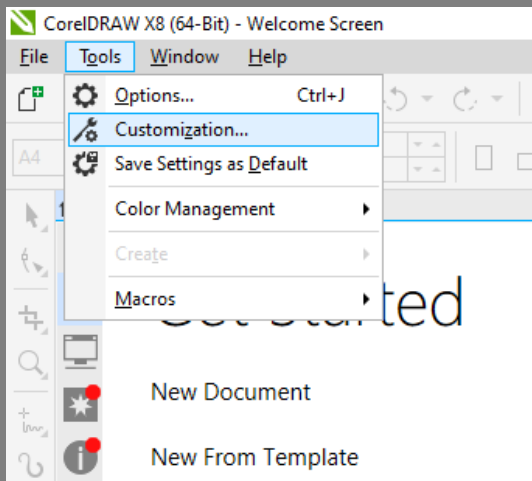 CorelDRAW X8 (64-Bit) - Welcome Screen
File Tools Window Help
Options... Ctrl+J
Customization...
A4
Save Settings as Default
Color Management
Create
Macros
Get Started
New Document
New From Template